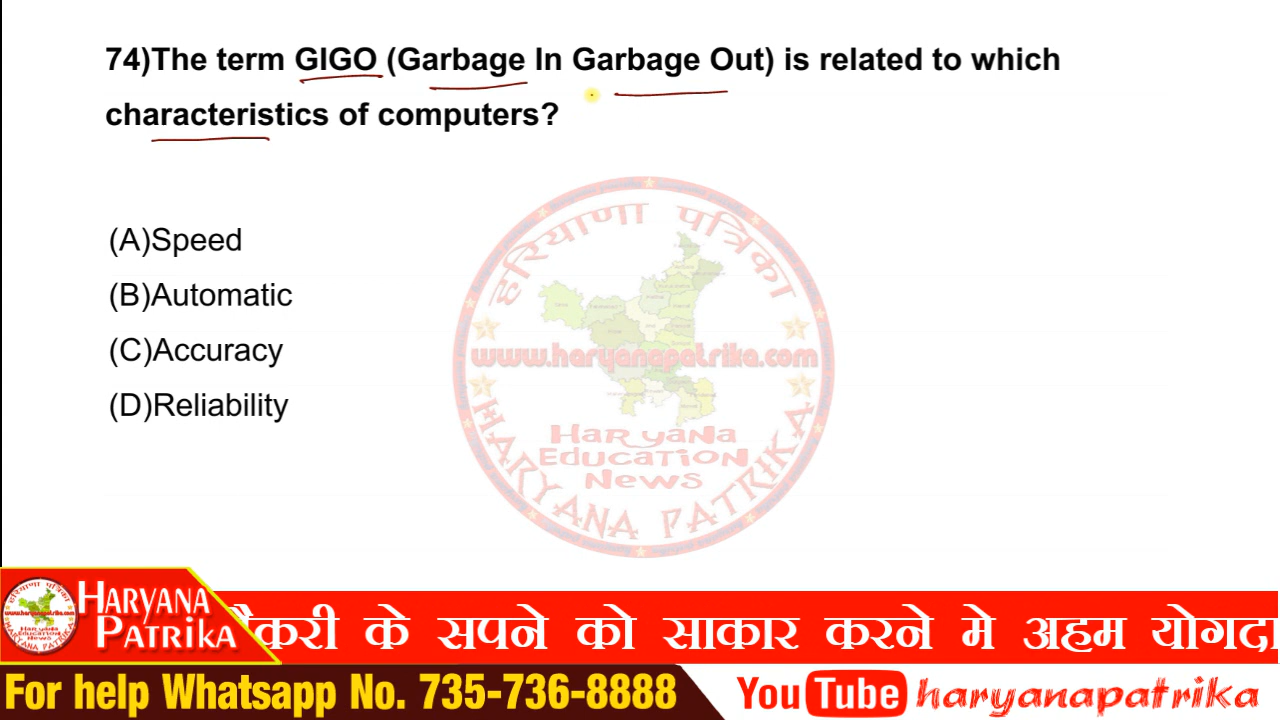 74)The term GIGO (Garbage In Garbage Out) is related to which
characteristics of computers?
(A)Speed
(B)Automatic
(C)Accuracy
(D)Reliability
हरियाणा पत्रिका
www.haryanapatrika.com
Haryana
Education
News
HARYANA PATRIKA
HARYANA
PATRIKA
के सपने को साकार करने मे अहम
For help Whatsapp No. 735-736-8888
YouTube haryanapatrika